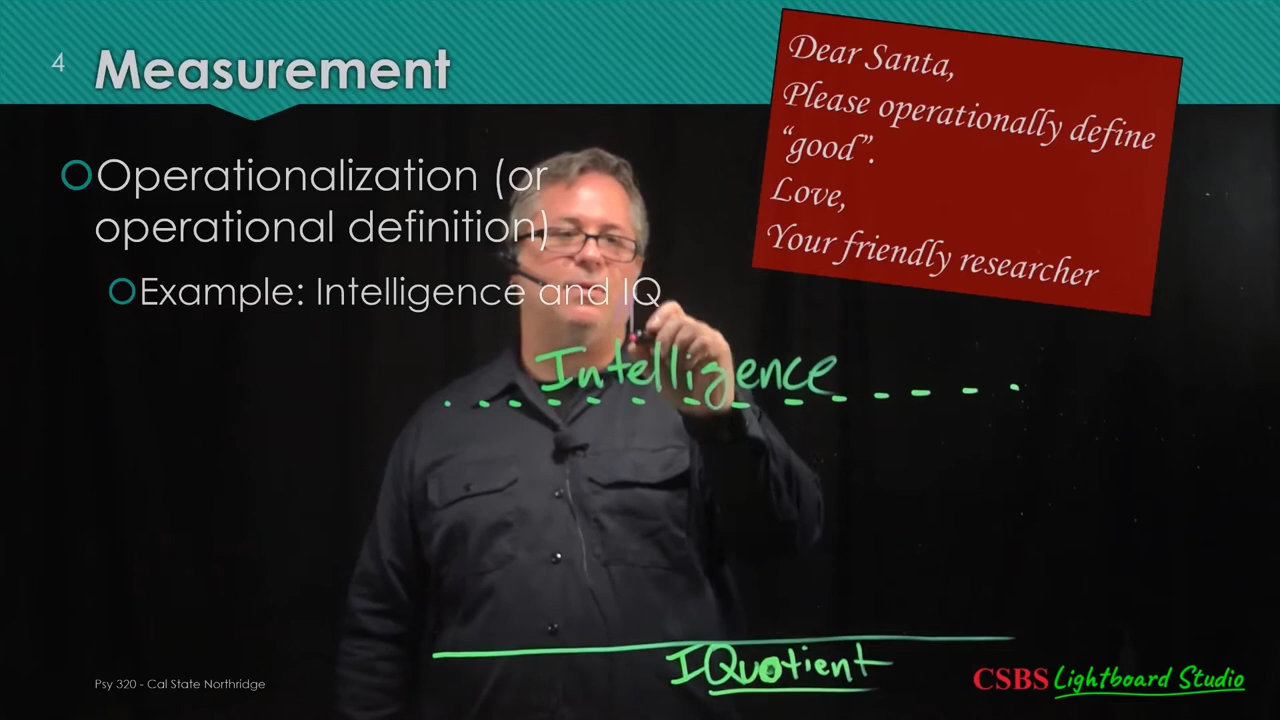 4
Measurement
Operationalization (or
operational definition)
Example: Intelligence and IQ
Dear Santa,
Please operationally define
“good”.
Love,
Your friendly researcher
Intelligence
IQuotient
Psy 320 - Cal State Northridge
CSBS Lightboard Studio